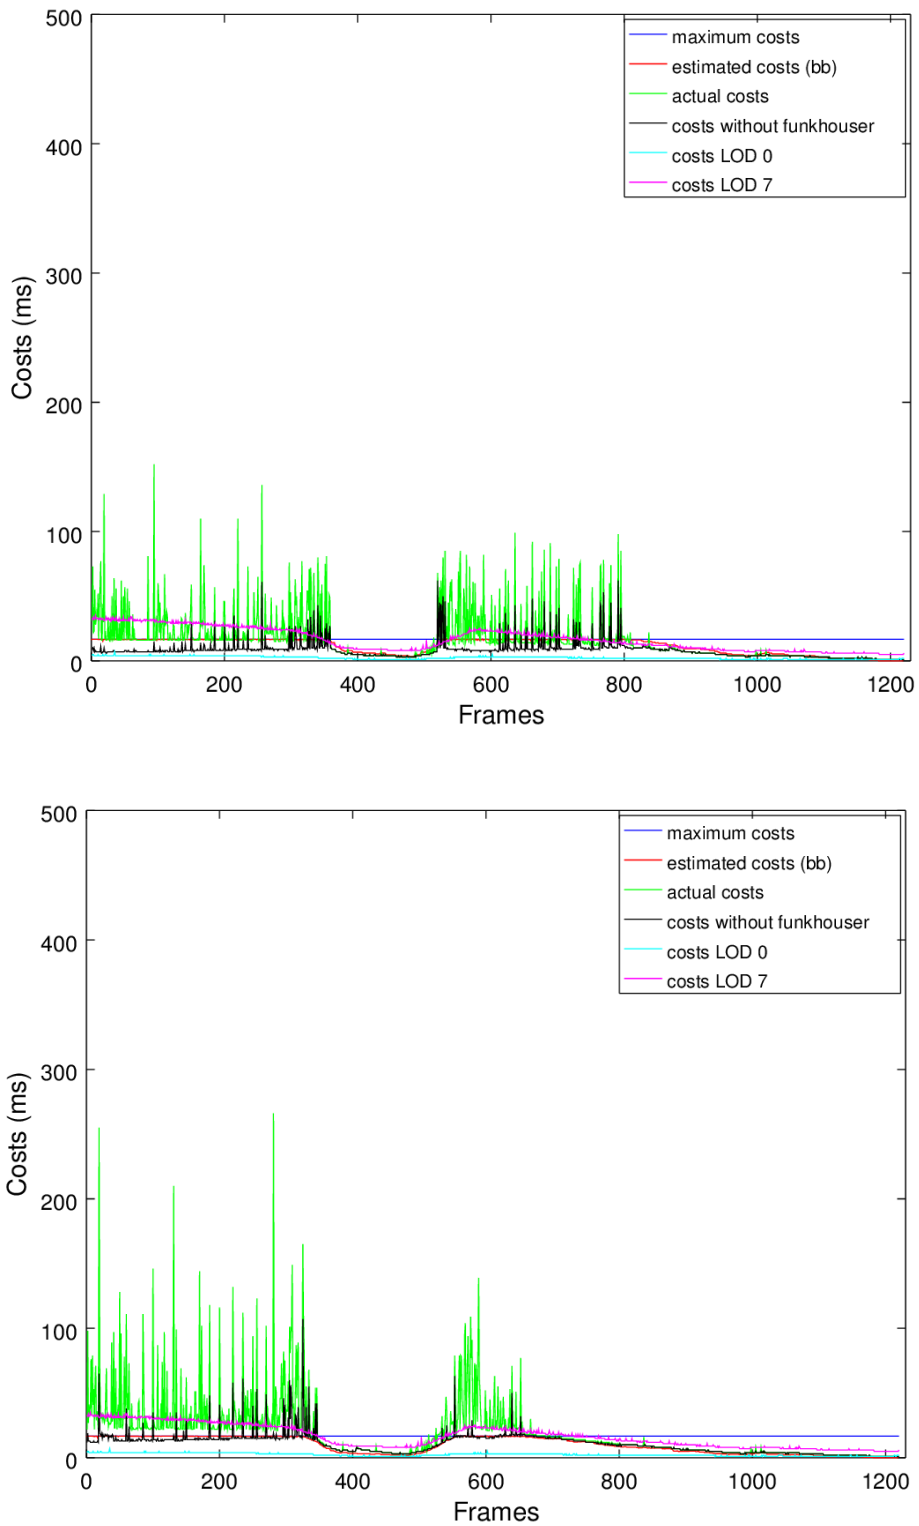 500
400
300
200
100
0
Costs (ms)
maximum costs
estimated costs (bb)
actual costs
costs without funkhouser
costs LOD 0
costs LOD 7
0 200 400 600 800 1000 1200
Frames
500
400
300
200
100
0
Costs (ms)
maximum costs
estimated costs (bb)
actual costs
costs without funkhouser
costs LOD 0
costs LOD 7
0 200 400 600 800 1000 1200
Frames